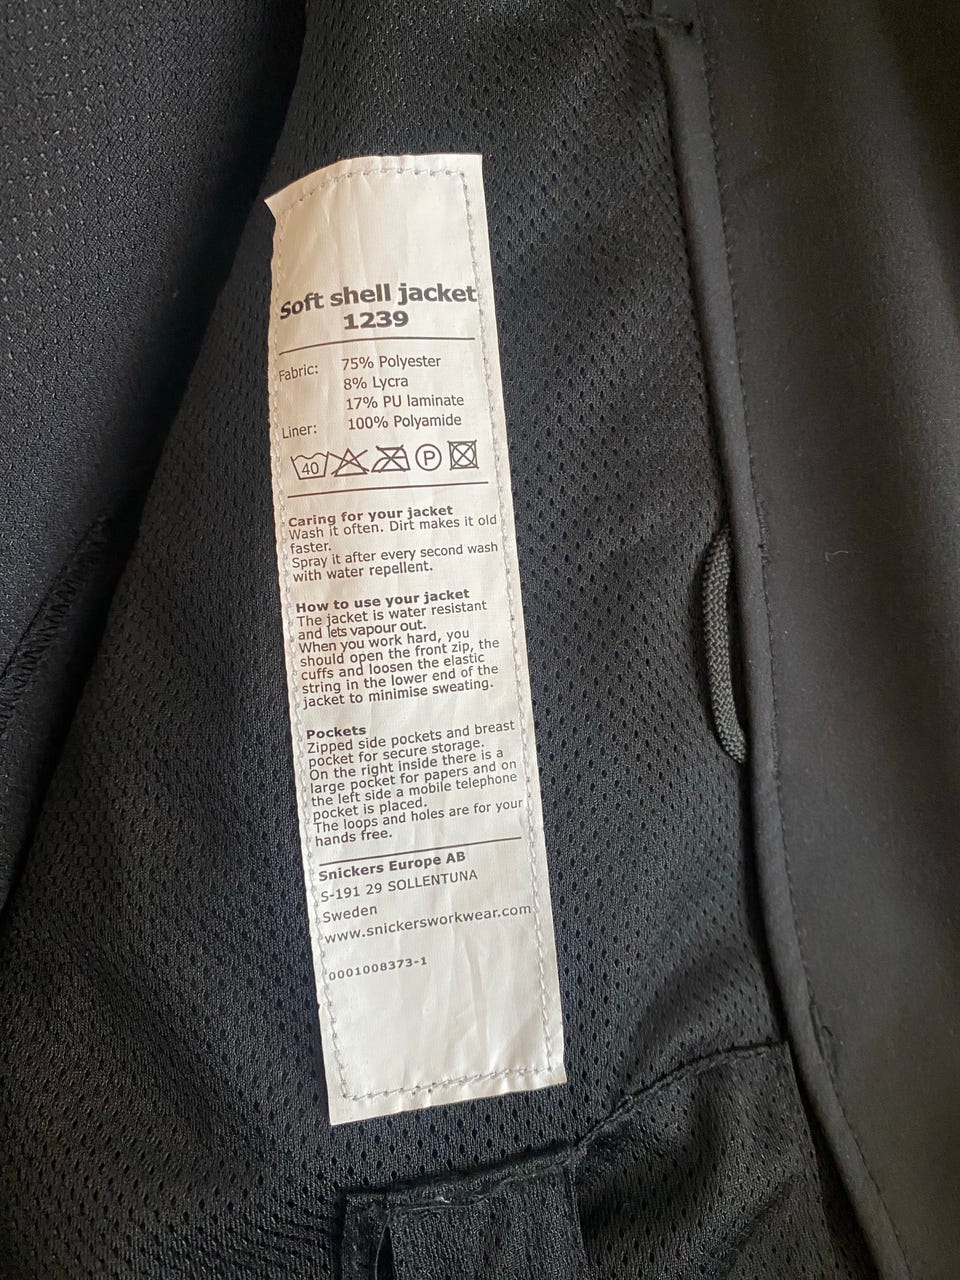 Soft shell jacket
1239
Fabric: 75% Polyester
8% Lycra
17% PU laminate
Liner: 100% Polyamide
40 P
Caring for your jacket
Wash it often. Dirt makes it old
faster.
Spray it after every second wash
with water repellent.
How to use your jacket
The jacket is water resistant
and lets vapour out.
When you work hard, you
should open the front zip, the
cuffs and loosen the elastic
string in the lower end of the
jacket to minimise sweating.
Pockets
Zipped side pockets and breast
pocket for secure storage.
On the right inside there is a
large pocket for papers and on
the left side a mobile telephone
pocket is placed.
The loops and holes are for your
hands free.
Snickers Europe AB
S-191 29 SOLLENTUNA
Sweden
www.snickersworkwear.com
0001008373-1